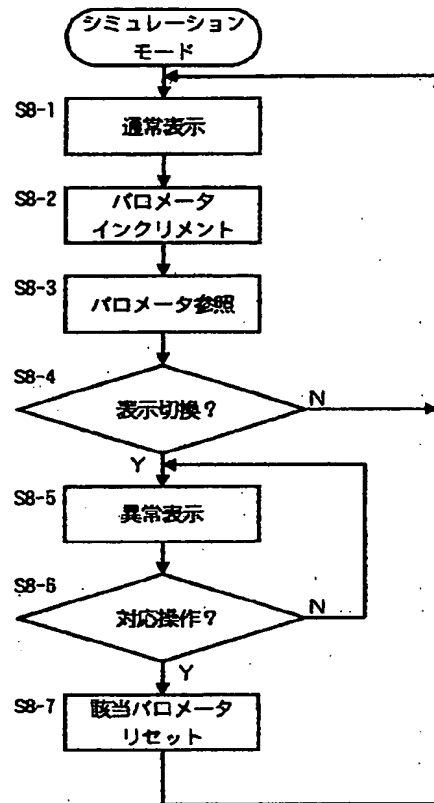 シミュレーション
モード
S8-1
通常表示
S8-2
バロメータ
インクリメント
S8-3
バロメータ参照
S8-4
表示切換？
N
Y
S8-5
異常表示
S8-6
対応操作？
N
Y
S8-7
該当バロメータ
リセット